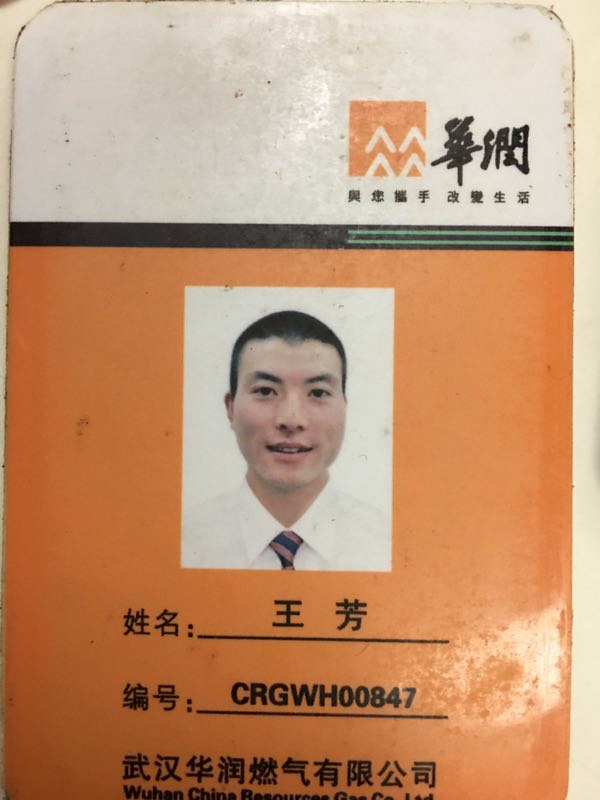 華潤
與您攜手 改變生活
姓名: 王 芳
编号: CRGWH00847
武汉华润燃气有限公司
Wuhan China Resources Gas Co.,Ltd